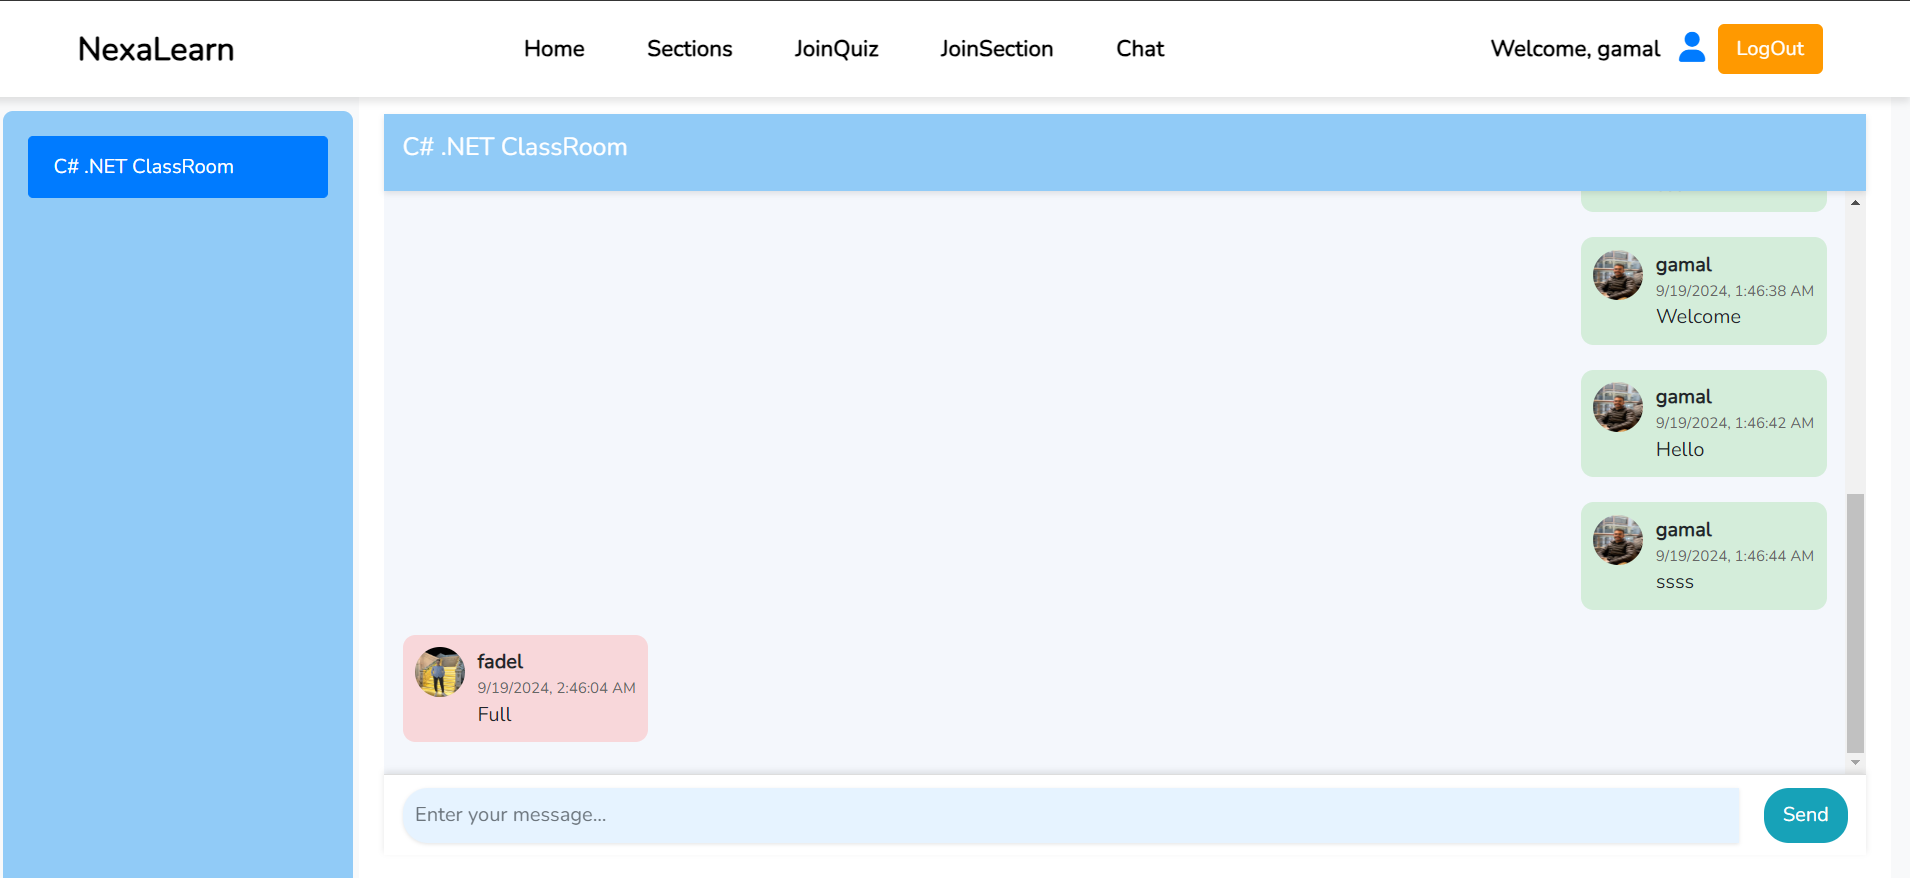 NexaLearn
Home Sections JoinQuiz JoinSection Chat
Welcome, gamal LogOut
C# .NET ClassRoom
C# .NET ClassRoom
gamal
9/19/2024, 1:46:38 AM
Welcome
gamal
9/19/2024, 1:46:42 AM
Hello
gamal
9/19/2024, 1:46:44 AM
ssss
fadel
9/19/2024, 2:46:04 AM
Full
Enter your message...
Send